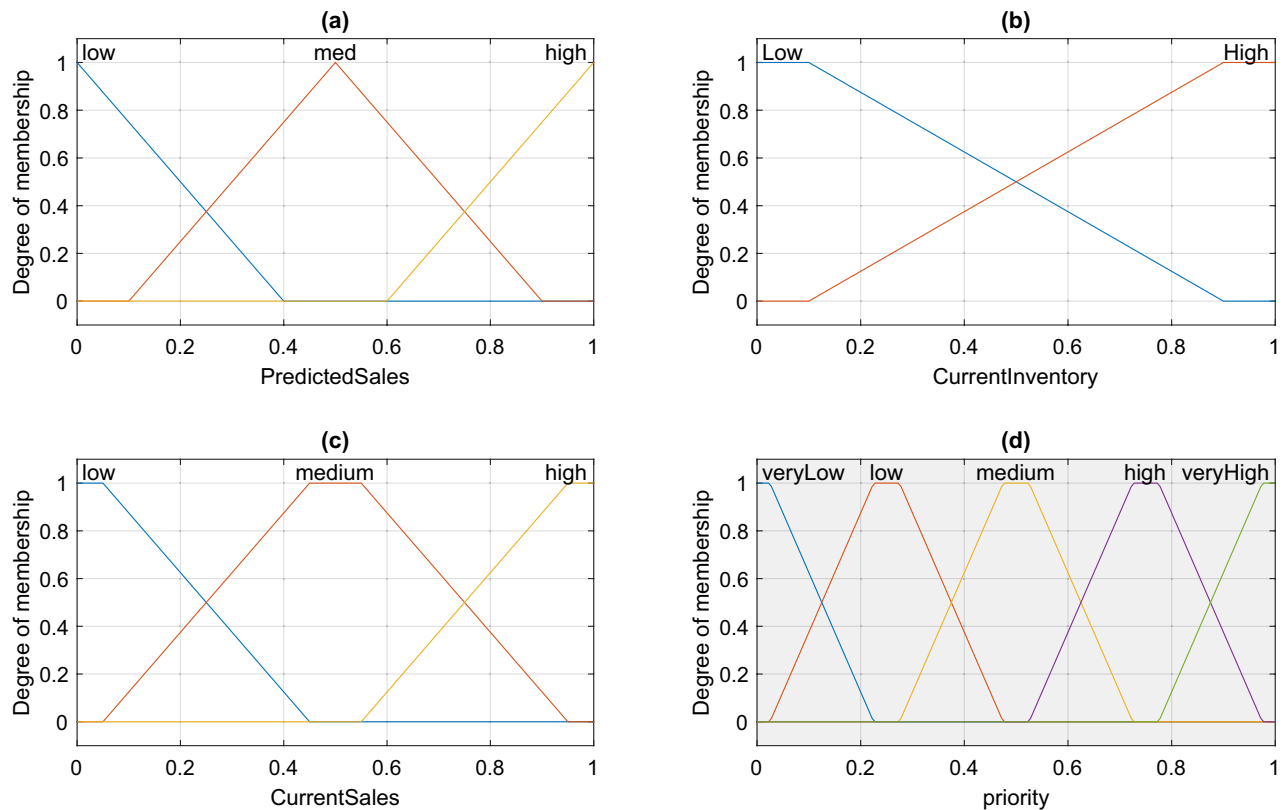 (a)
low med high
1
0.8
0.6
0.4
0.2
0
Degree of membership
0 0.2 0.4 0.6 0.8 1
PredictedSales
(b)
Low High
1
0.8
0.6
0.4
0.2
0
Degree of membership
0 0.2 0.4 0.6 0.8 1
CurrentInventory
(c)
low medium high
1
0.8
0.6
0.4
0.2
0
Degree of membership
0 0.2 0.4 0.6 0.8 1
CurrentSales
(d)
veryLow low medium high veryHigh
1
0.8
0.6
0.4
0.2
0
Degree of membership
0 0.2 0.4 0.6 0.8 1
priority